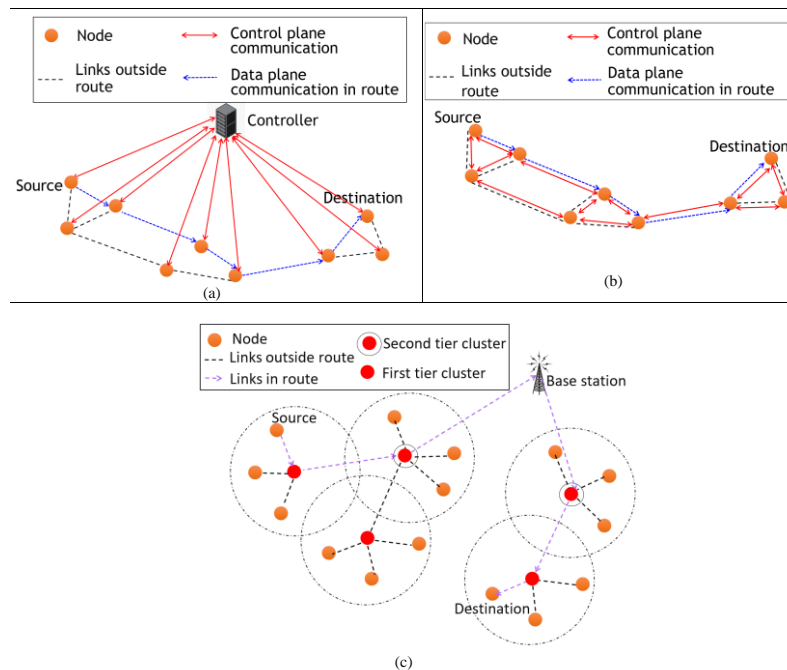 Node
Control plane
communication
Links outside
route
Data plane
communication in route
Controller
Source
Destination
(a)
Node
Control plane
communication
Links outside
route
Data plane
communication in route
Source
Destination
(b)
Node
Second tier cluster
Links outside route
Links in route
First tier cluster
Base station
Source
Destination
(c)